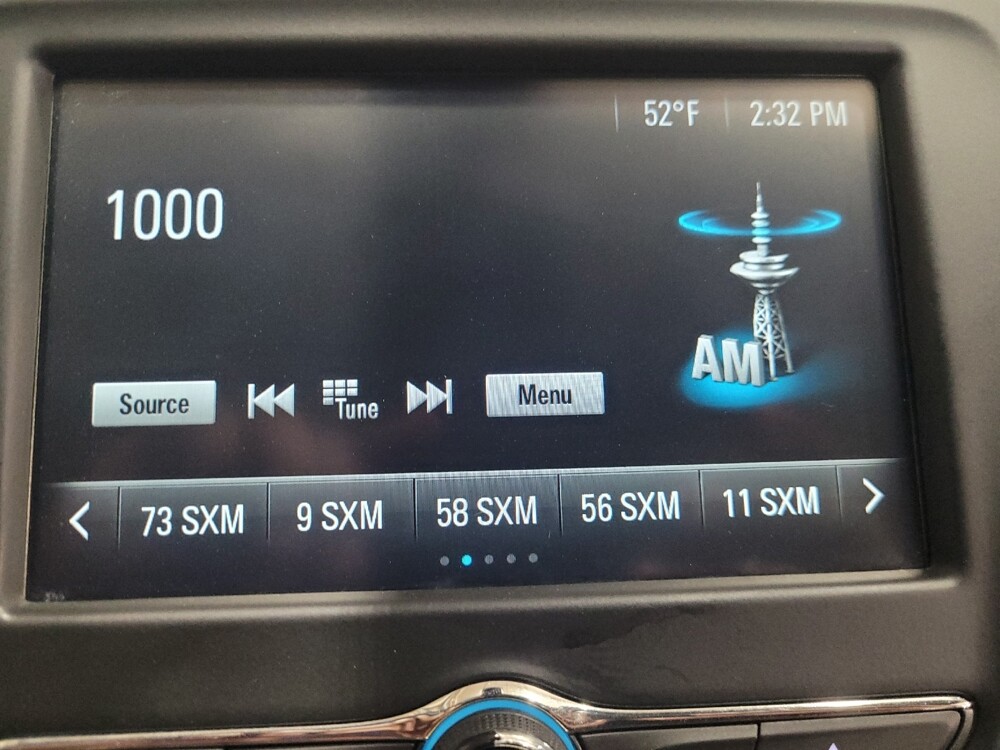 52°F 2:32 PM
1000
AM
Source Tune Menu
73 SXM 9 SXM 58 SXM 56 SXM 11 SXM